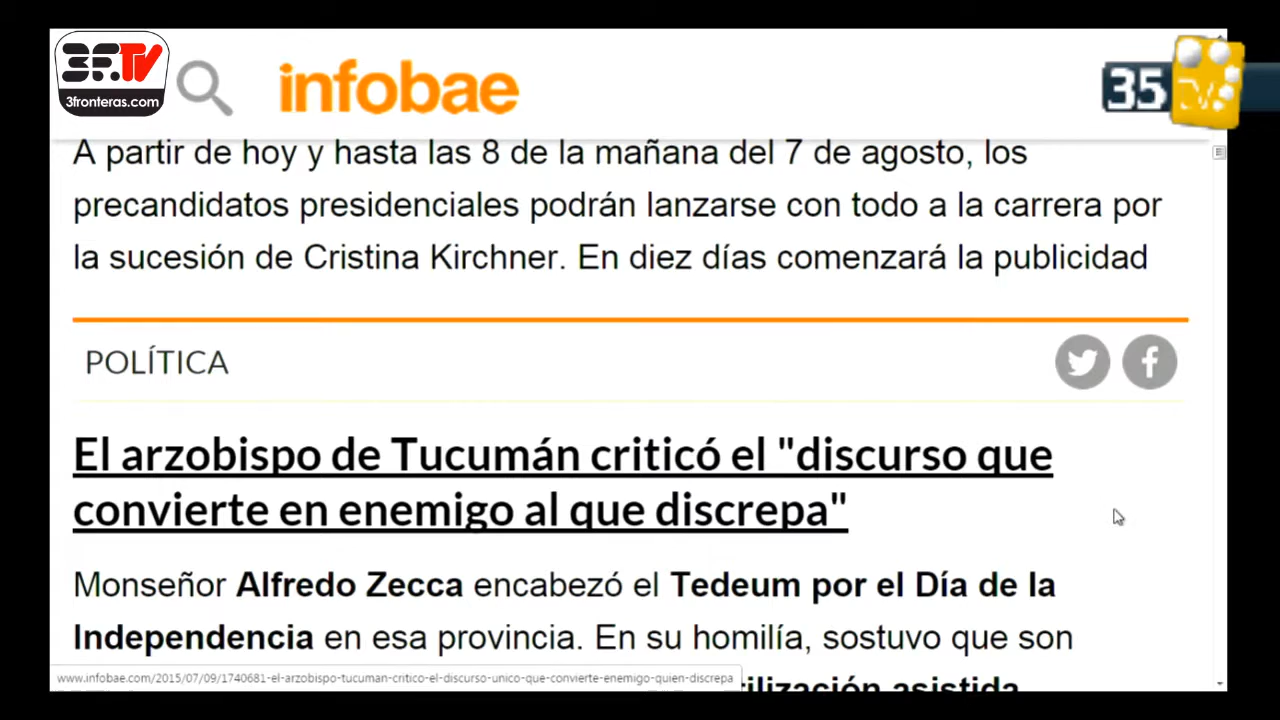 3F.TV
3fronteras.com
infobae
35
A partir de hoy y hasta las 8 de la mañana del 7 de agosto, los
precandidatos presidenciales podrán lanzarse con todo a la carrera por
la sucesión de Cristina Kirchner. En diez días comenzará la publicidad
POLÍTICA
El arzobispo de Tucumán criticó el "discurso que
convierte en enemigo al que discrepa"
Monseñor Alfredo Zecca encabezó el Tedeum por el Día de la
Independencia en esa provincia. En su homilía, sostuvo que son
asistida
www.infobae.com/2015/07/09/1740681-el-arzobispo-tucuman-critico-el-discurso-unico-que-convierte-enemigo-quien-discrepa